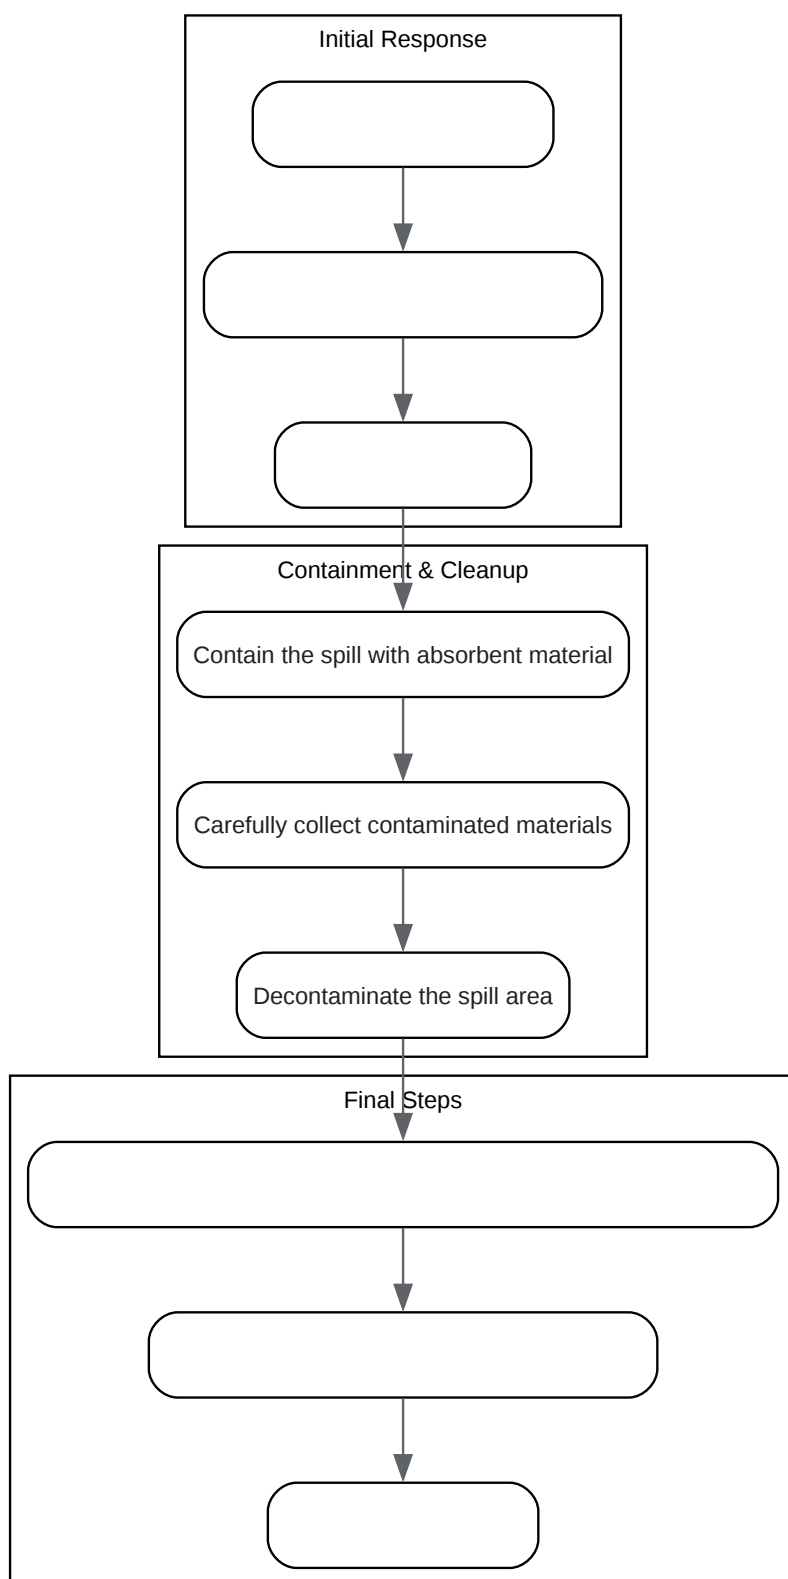 Initial Response
Containment & Cleanup
Contain the spill with absorbent material
Carefully collect contaminated materials
Decontaminate the spill area
Final Steps